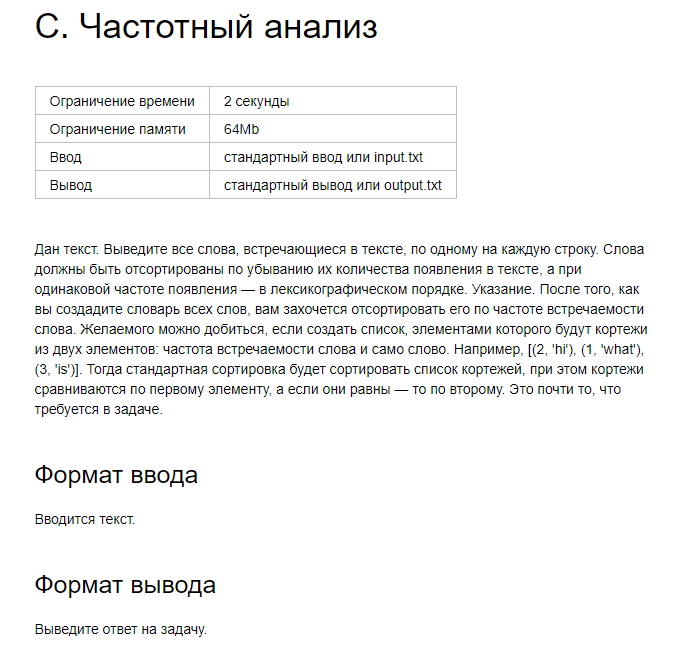 С. Частотный анализ
Ограничение времени 2 секунды
Ограничение памяти 64Mb
Ввод стандартный ввод или input.txt
Вывод стандартный вывод или output.txt
Дан текст. Выведите все слова, встречающиеся в тексте, по одному на каждую строку. Слова
должны быть отсортированы по убыванию их количества появления в тексте, а при
одинаковой частоте появления — в лексикографическом порядке. Указание. После того, как
вы создадите словарь всех слов, вам захочется отсортировать его по частоте встречаемости
слова. Желаемого можно добиться, если создать список, элементами которого будут кортежи
из двух элементов: частота встречаемости слова и само слово. Например, [(2, 'hi'), (1, 'what'),
(3, 'is')]. Тогда стандартная сортировка будет сортировать список кортежей, при этом кортежи
сравниваются по первому элементу, а если они равны — то по второму. Это почти то, что
требуется в задаче.
Формат ввода
Вводится текст.
Формат вывода
Выведите ответ на задачу.